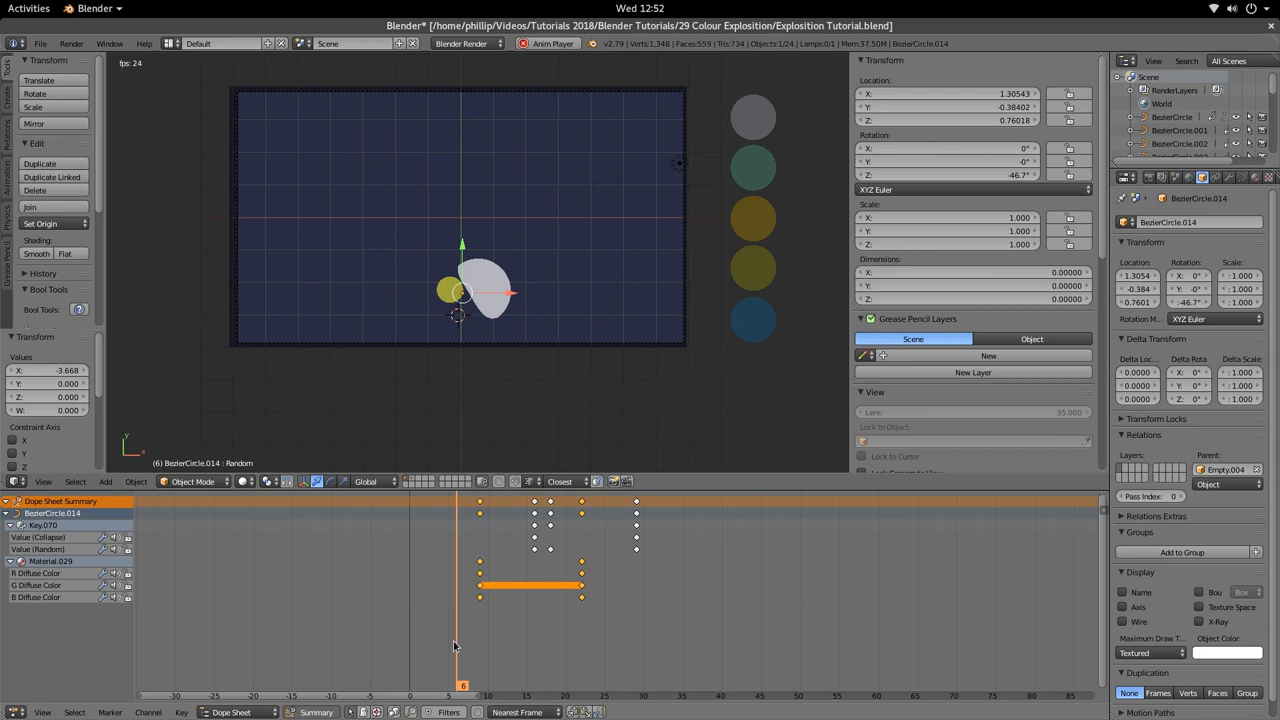 Activities Blender Wed 12:52
Blender* [/home/phillip/Videos/Tutorials 2018/Blender Tutorials/29 Colour Explosition/Explosition Tutorial.blend]
File Render Window Help Default Scene Blender Render Anim Player v2.79 | Verts:1,348 | Faces:559 | Tris:734 | Objects:1/24 | Lamps:0/1 | Mem:37.50M | BezierCircle.014
fps: 24
Tools
Create
Relations
Animation
Physics
Grease Pencil
Transform
Translate
Rotate
Scale
Mirror
Edit
Duplicate
Duplicate Linked
Delete
Join
Set Origin
Shading:
Smooth Flat
History
Bool Tools
Bool Tools:
Transform
Values
X: -3.668
Y: 0.000
Z: 0.000
W: 0.000
Constraint Axis
X
Y
Z
y
x
(6) BezierCircle.014 : Random
View Select Add Object Object Mode Global Closest
Transform
Location:
X: 1.30543
Y: -0.38402
Z: 0.76018
Rotation:
X: 0°
Y: -0°
Z: -46.7°
XYZ Euler
Scale:
X: 1.000
Y: 1.000
Z: 1.000
Dimensions:
X: 0.00000
Y: 0.00000
Z: 0.00000
Grease Pencil Layers
Scene Object
New
New Layer
View
Lens: 35.000
Lock to Object:
Lock to Cursor
View Search All Scenes
Scene
RenderLayers
World
BezierCircle
BezierCircle.001
BezierCircle.002
BezierCircle.014
BezierCircle.014
Transform
Location: Rotation: Scale:
1.3054 X: 0° : 1.000
-0.384 Y: -0° : 1.000
0.7601 Z:-46.7° : 1.000
Rotation M... XYZ Euler
Delta Transform
Delta Loc... Delta Rota Delta Scale:
0.0000 X: 0° : 1.000
0.0000 Y: 0° : 1.000
0.0000 Z: 0° : 1.000
Transform Locks
Relations
Layers: Parent:
Empty.004
Object
Pass Index: 0
Relations Extras
Groups
Add to Group
Display
Name Bou Box
Axis Texture Space
Wire X-Ray
Maximum Draw T... Object Color:
Textured
Duplication
None Frames Verts Faces Group
Motion Paths
Dope Sheet Summary
BezierCircle.014
Key.070
Value (Collapse)
Value (Random)
Material.029
R Diffuse Color
G Diffuse Color
B Diffuse Color
6
-30 -25 -20 -15 -10 -5 0 5 10 15 20 25 30 35 40 45 50 55 60 65 70 75 80 85
View Select Marker Channel Key Dope Sheet Summary Filters Nearest Frame